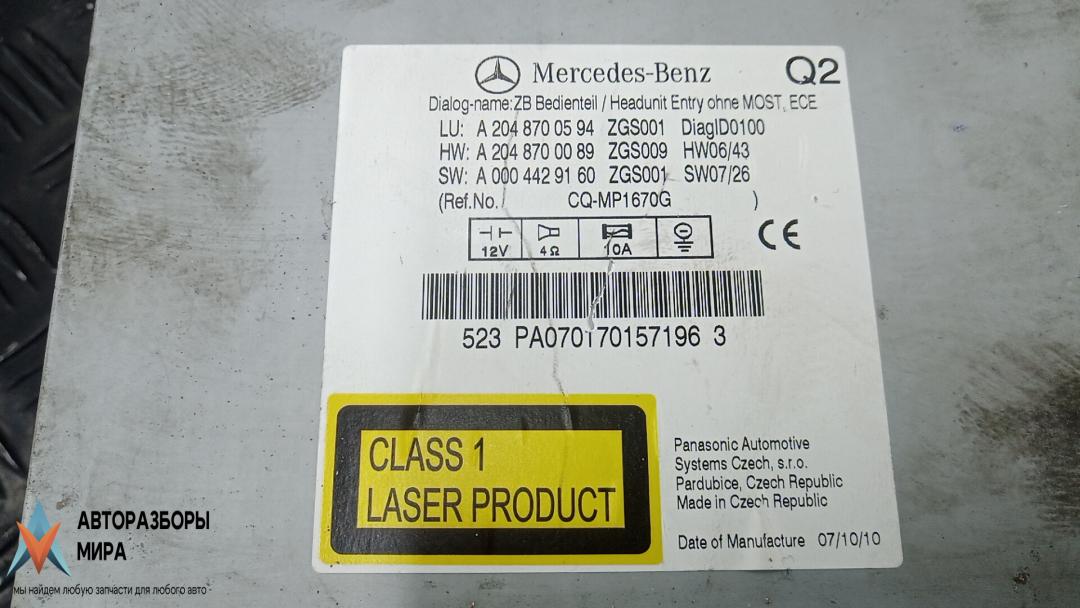 Mercedes-Benz Q2
Dialog-name:ZB Bedienteil / Headunit Entry ohne MOST, ECE
LU: A 204 870 05 94 ZGS001 DiagID0100
HW: A 204 870 00 89 ZGS009 HW06/43
SW: A 000 442 91 60 ZGS001 SW07/26
(Ref.No. CQ-MP1670G )
12V 4Ω 10A
CE
523 PA070170157196 3
CLASS 1
LASER PRODUCT
Panasonic Automotive
Systems Czech, s.r.o.
Pardubice, Czech Republic
Made in Czech Republic
Date of Manufacture 07/10/10
АВТОРАЗБОРЫ
МИРА
мы найдем любую запчасти для любого авто